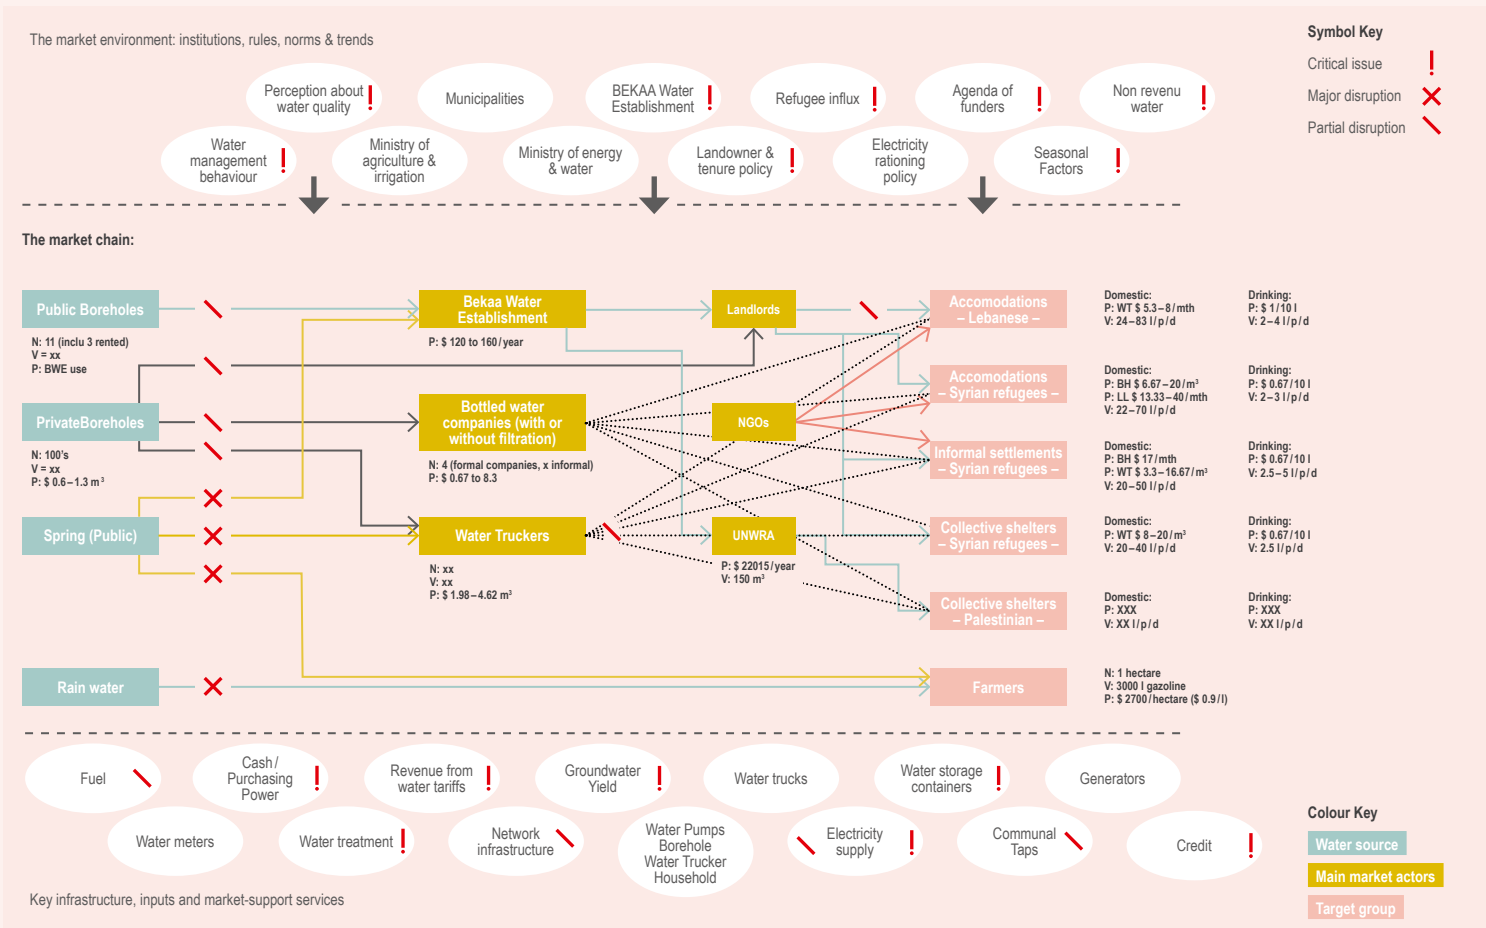 The market environment: institutions, rules, norms & trends
Symbol Key
Critical issue
Major disruption
Partial disruption
Perception about
water quality
Municipalities
BEKAA Water
Establishment
Refugee influx
Agenda of
funders
Non revenu
water
Water
management
behaviour
Ministry of
agriculture &
irrigation
Ministry of energy
& water
Landowner &
tenure policy
Electricity
rationing
policy
Seasonal
Factors
The market chain:
Public Boreholes
N: 11 (inclu 3 rented)
V = xx
P: BWE use
PrivateBoreholes
N: 100's
V = xx
P: $ 0.6–1.3 m³
Spring (Public)
Rain water
Bekaa Water
Establishment
P: $ 120 to 160/year
Bottled water
companies (with or
without filtration)
N: 4 (formal companies, x informal)
P: $ 0.67 to 8.3
Water Truckers
N: xx
V: xx
P: $ 1.98–4.62 m³
Landlords
NGOs
UNWRA
P: $ 22015/year
V: 150 m³
Accomodations
– Lebanese –
Domestic:
P: WT $ 5.3–8/mth
V: 24–83 l/p/d
Drinking:
P: $ 1/10 l
V: 2–4 l/p/d
Accomodations
– Syrian refugees –
Domestic:
P: BH $ 6.67–20/m³
P: LL $ 13.33–40/mth
V: 22–70 l/p/d
Drinking:
P: $ 0.67/10 l
V: 2–3 l/p/d
Informal settlements
– Syrian refugees –
Domestic:
P: BH $ 17/mth
P: WT $ 3.3–16.67/m³
V: 20–50 l/p/d
Drinking:
P: $ 0.67/10 l
V: 2.5–5 l/p/d
Collective shelters
– Syrian refugees –
Domestic:
P: WT $ 8–20/m³
V: 20–40 l/p/d
Drinking:
P: $ 0.67/10 l
V: 2.5 l/p/d
Collective shelters
– Palestinian –
Domestic:
P: XXX
V: XX l/p/d
Drinking:
P: XXX
V: XX l/p/d
Farmers
N: 1 hectare
V: 3000 l gazoline
P: $ 2700/hectare ($ 0.9/l)
Fuel
Cash/
Purchasing
Power
Revenue from
water tariffs
Groundwater
Yield
Water trucks
Water storage
containers
Generators
Water meters
Water treatment
Network
infrastructure
Water Pumps
Borehole
Water Trucker
Household
Electricity
supply
Communal
Taps
Credit
Key infrastructure, inputs and market-support services
Colour Key
Water source
Main market actors
Target group